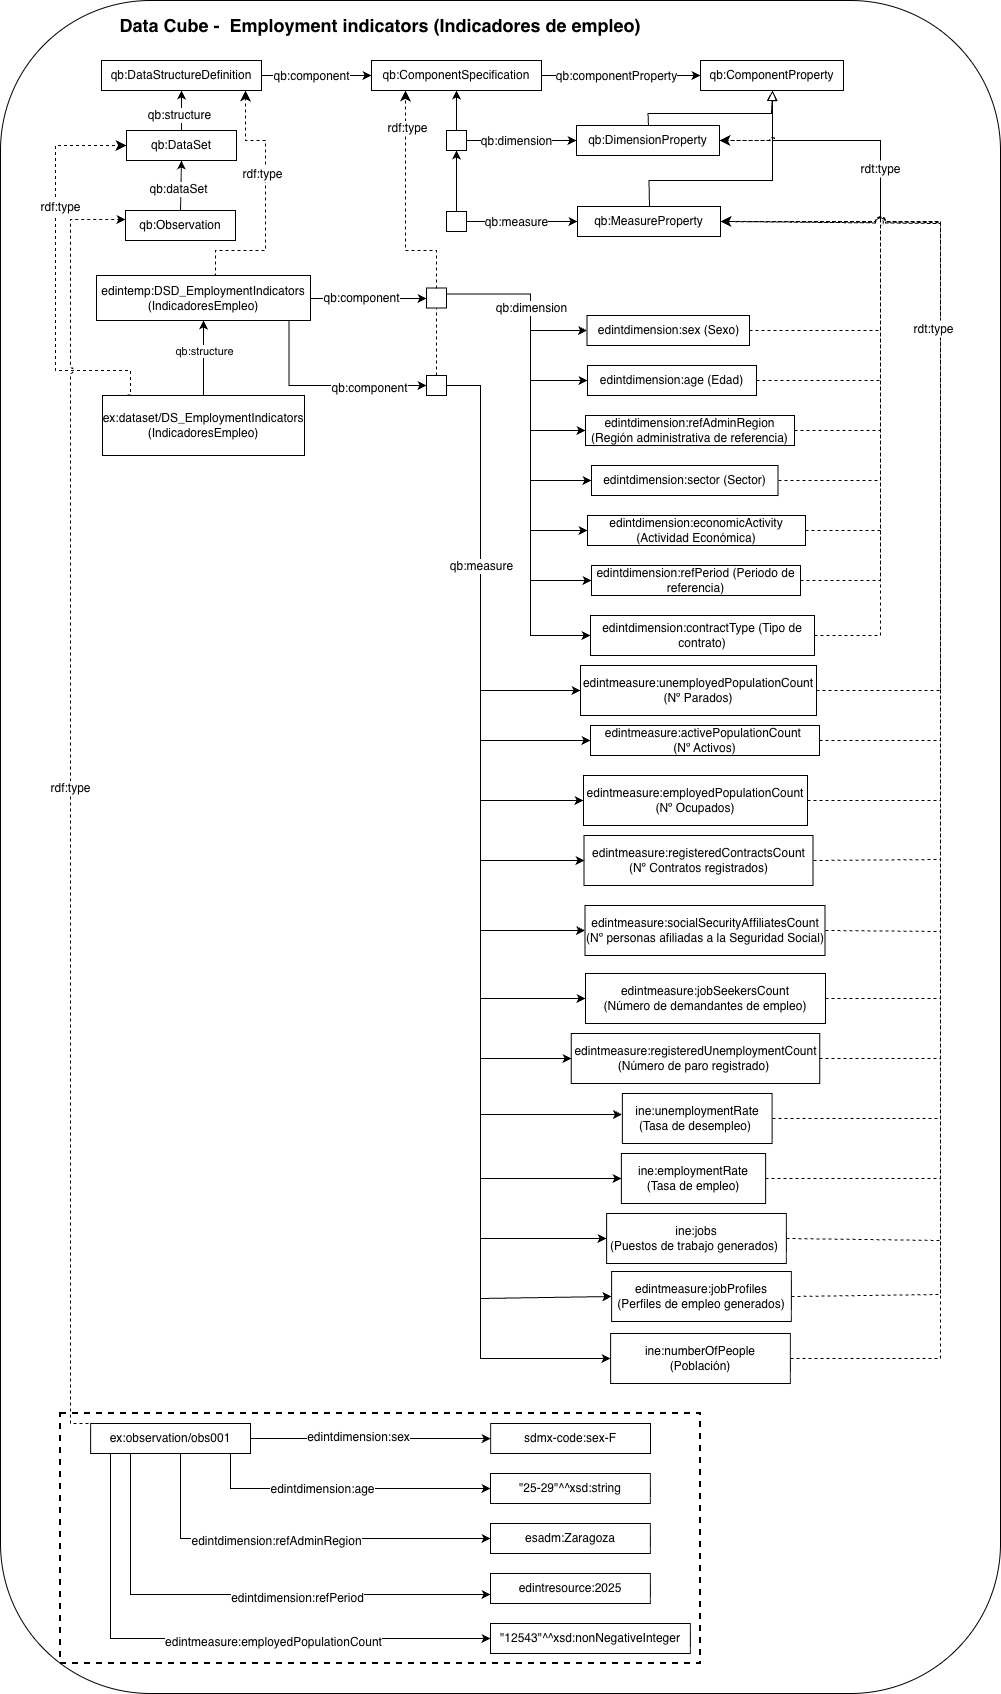 Data Cube -  Employment indicators (Indicadores de empleo)
qb:DataStructureDefinition
qb:component
qb:ComponentSpecification
qb:componentProperty
qb:ComponentProperty
qb:structure
rdf:type
qb:DataSet
qb:dimension
qb:DimensionProperty
rdf:type
rdt:type
qb:dataSet
rdf:type
qb:Observation
qb:measure
qb:MeasureProperty
edintemp:DSD_EmploymentIndicators
(IndicadoresEmpleo)
qb:component
qb:dimension
rdt:type
qb:structure
qb:component
ex:dataset/DS_EmploymentIndicators
(IndicadoresEmpleo)
edintdimension:sex (Sexo)
edintdimension:age (Edad)
edintdimension:refAdminRegion
(Región administrativa de referencia)
edintdimension:sector (Sector)
edintdimension:economicActivity
(Actividad Económica)
qb:measure
edintdimension:refPeriod (Periodo de
referencia)
edintdimension:contractType (Tipo de
contrato)
edintmeasure:unemployedPopulationCount
(Nº Parados)
edintmeasure:activePopulationCount
(Nº Activos)
rdf:type
edintmeasure:employedPopulationCount
(Nº Ocupados)
edintmeasure:registeredContractsCount
(Nº Contratos registrados)
edintmeasure:socialSecurityAffiliatesCount
(Nº personas afiliadas a la Seguridad Social)
edintmeasure:jobSeekersCount
(Número de demandantes de empleo)
edintmeasure:registeredUnemploymentCount
(Número de paro registrado)
ine:unemploymentRate
(Tasa de desempleo)
ine:employmentRate
(Tasa de empleo)
ine:jobs
(Puestos de trabajo generados)
edintmeasure:jobProfiles
(Perfiles de empleo generados)
ine:numberOfPeople
(Población)
ex:observation/obs001
edintdimension:sex
sdmx-code:sex-F
edintdimension:age
"25-29"^^xsd:string
edintdimension:refAdminRegion
esadm:Zaragoza
edintdimension:refPeriod
edintresource:2025
edintmeasure:employedPopulationCount
"12543"^^xsd:nonNegativeInteger